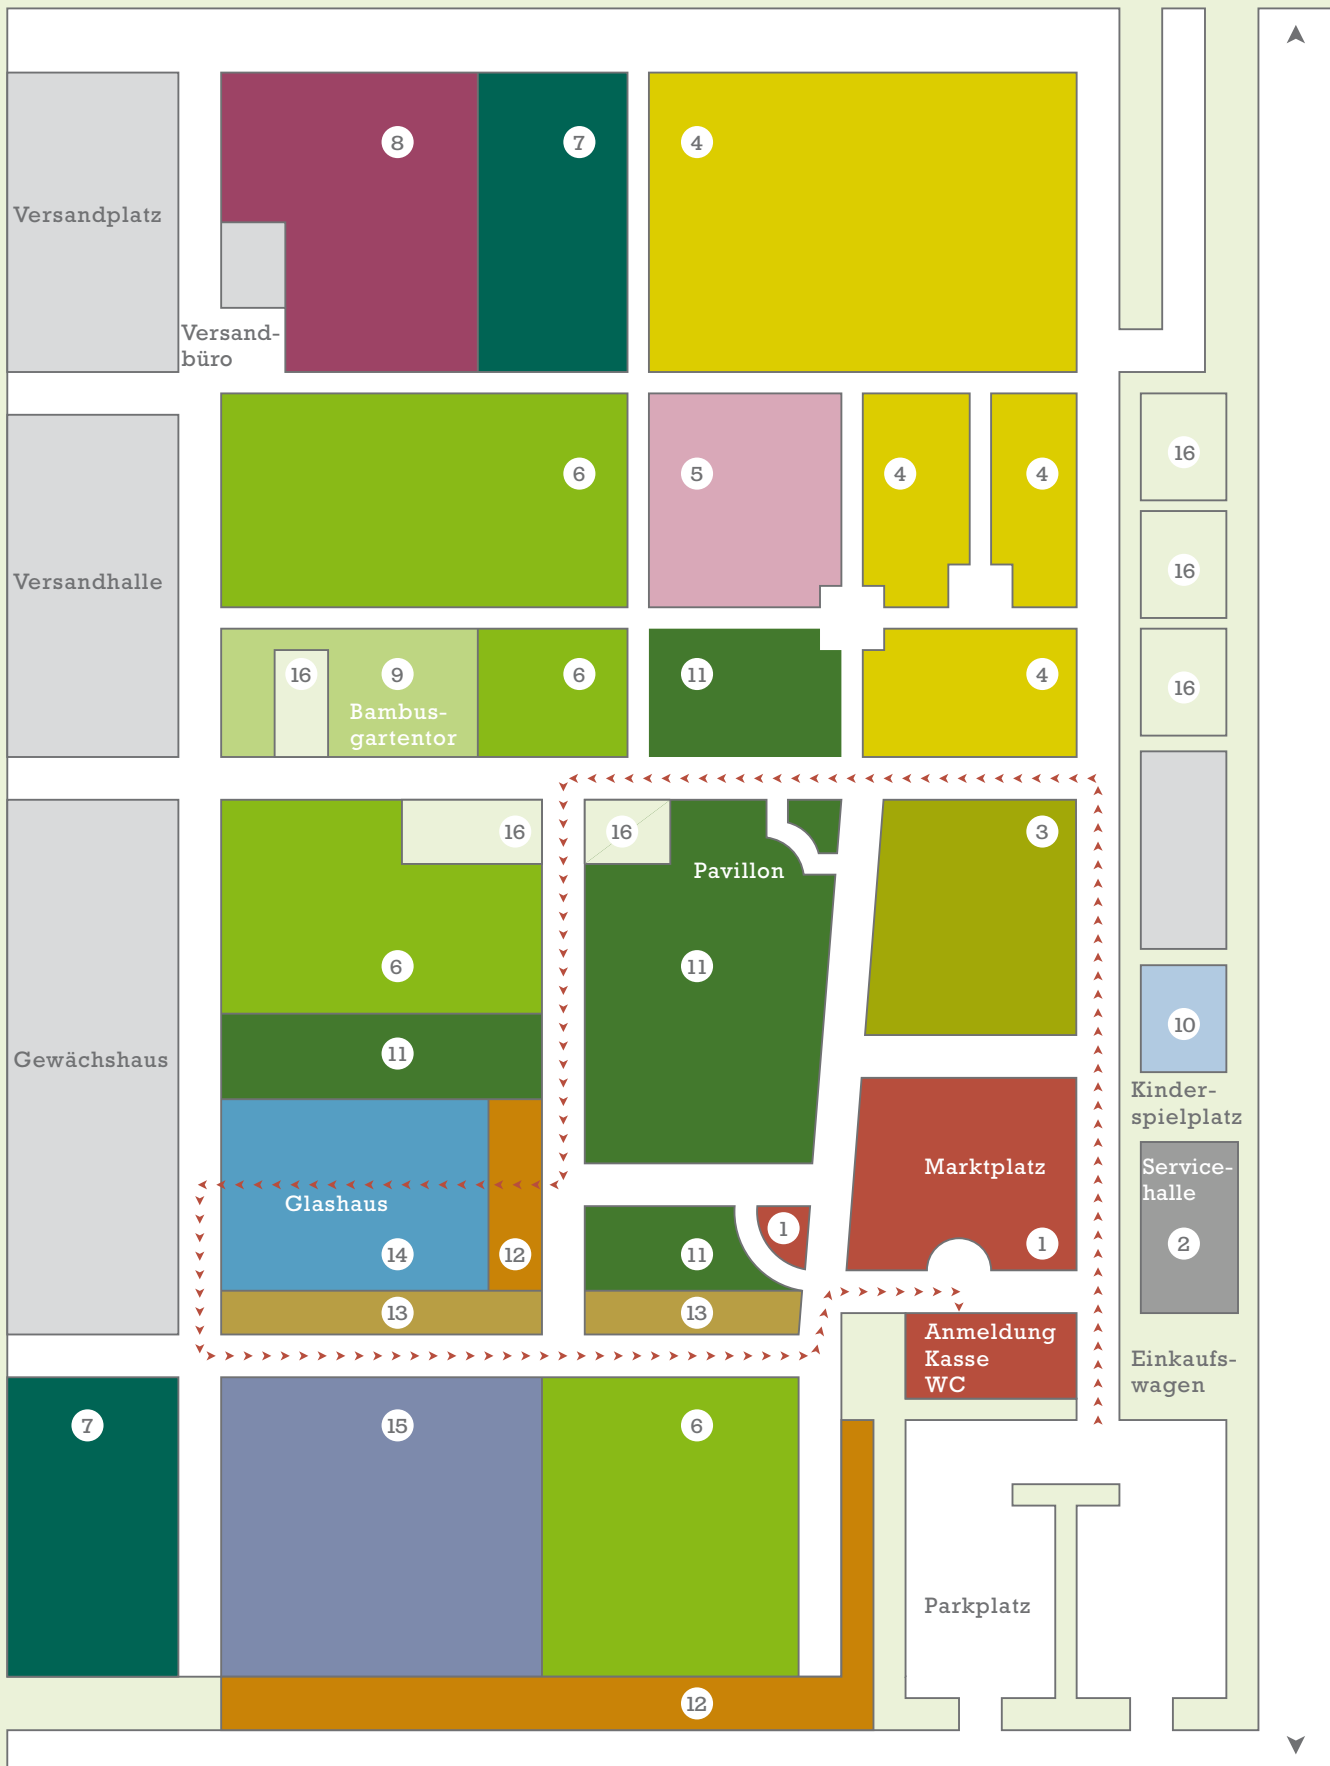 8
7
4
Versandplatz
Versand-
büro
6
5
4
4
16
16
Versandhalle
16
9
6
11
4
16
Bambus-
gartentor
16
16
3
Pavillon
6
11
10
11
Gewächshaus
Kinder-
spielplatz
Marktplatz
Service-
halle
Glashaus
1
1
2
14
12
11
13
13
Anmeldung
Kasse
WC
Einkaufs-
wagen
7
15
6
Parkplatz
12